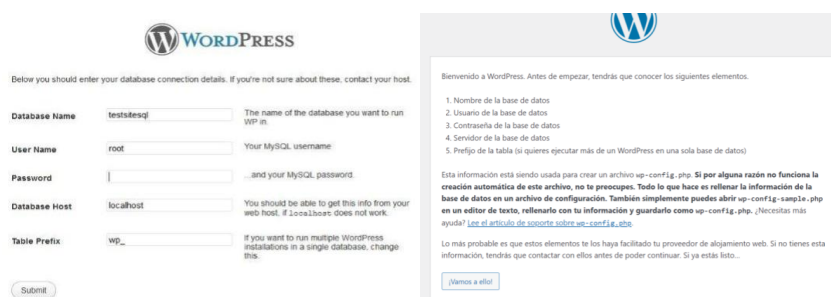 WORDPRESS
Below you should enter your database connection details. If you're not sure about these, contact your host.
Database Name
testsitesql
The name of the database you want to run
WP in.
User Name
root
Your MySQL username
Password
...and your MySQL password.
Database Host
localhost
You should be able to get this info from your
web host, if localhost does not work.
Table Prefix
wp_
If you want to run multiple WordPress
installations in a single database, change
this.
Submit
Bienvenido a WordPress. Antes de empezar, tendrás que conocer los siguientes elementos.
1. Nombre de la base de datos
2. Usuario de la base de datos
3. Contraseña de la base de datos
4. Servidor de la base de datos
5. Prefijo de la tabla (si quieres ejecutar más de un WordPress en una sola base de datos)
Esta información está siendo usada para crear un archivo wp-config.php. Si por alguna razón no funciona la
creación automática de este archivo, no te preocupes. Todo lo que hace es rellenar la información de la
base de datos en un archivo de configuración. También simplemente puedes abrir wp-config-sample.php
en un editor de texto, rellenarlo con tu información y guardarlo como wp-config.php. ¿Necesitas más
ayuda? Lee el artículo de soporte sobre wp-config.php.
Lo más probable es que estos elementos te los haya facilitado tu proveedor de alojamiento web. Si no tienes esta
información, tendrás que contactar con ellos antes de poder continuar. Si ya estás listo...
¡Vamos a ello!